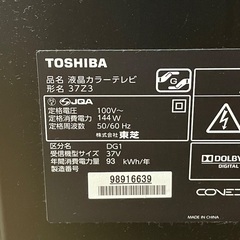 TOSHIBA
品名 液晶カラーテレビ
形名 37Z3
JQA
定格電圧 100V~
定格消費電力 144W
定格周波数 50/60 Hz
株式会社 東芝
区分名 DG1
受信機型サイズ 37V
年間消費電力量 93 kWh/年
製造番号
98916639
DOLBY
MADE IN CHINA